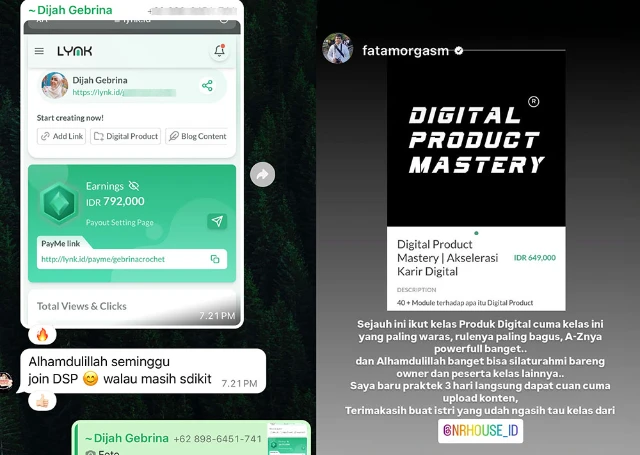 ~Dijah Gebrina
lynk.id
LYNK
Dijah Gebrina
https://lynk.id/
Start creating now!
Add Link
Digital Product
Blog Content
Earnings
IDR 792,000
Payout Setting Page
PayMe link
http://lynk.id/payme/gebrinacrochet
Total Views & Clicks
7.21 PM
Alhamdulillah seminggu
join DSP 😊 walau masih sdikit
7.21 PM
~Dijah Gebrina +62 898-6451-741
Foto
fatamorgasm
DIGITAL ®
PRODUCT
MASTERY
Digital Product
Mastery | Akselerasi
Karir Digital
IDR 649,000
DESCRIPTION
40 + Module terhadap apa itu Digital Product
Sejauh ini ikut kelas Produk Digital cuma kelas ini
yang paling waras, rulenya paling bagus, A-Znya
powerfull banget..
dan Alhamdulillah banget bisa silaturahmi bareng
owner dan peserta kelas lainnya..
Saya baru praktek 3 hari langsung dapat cuan cuma
upload konten,
Terimakasih buat istri yang udah ngasih tau kelas dari
@NRHOUSE_ID